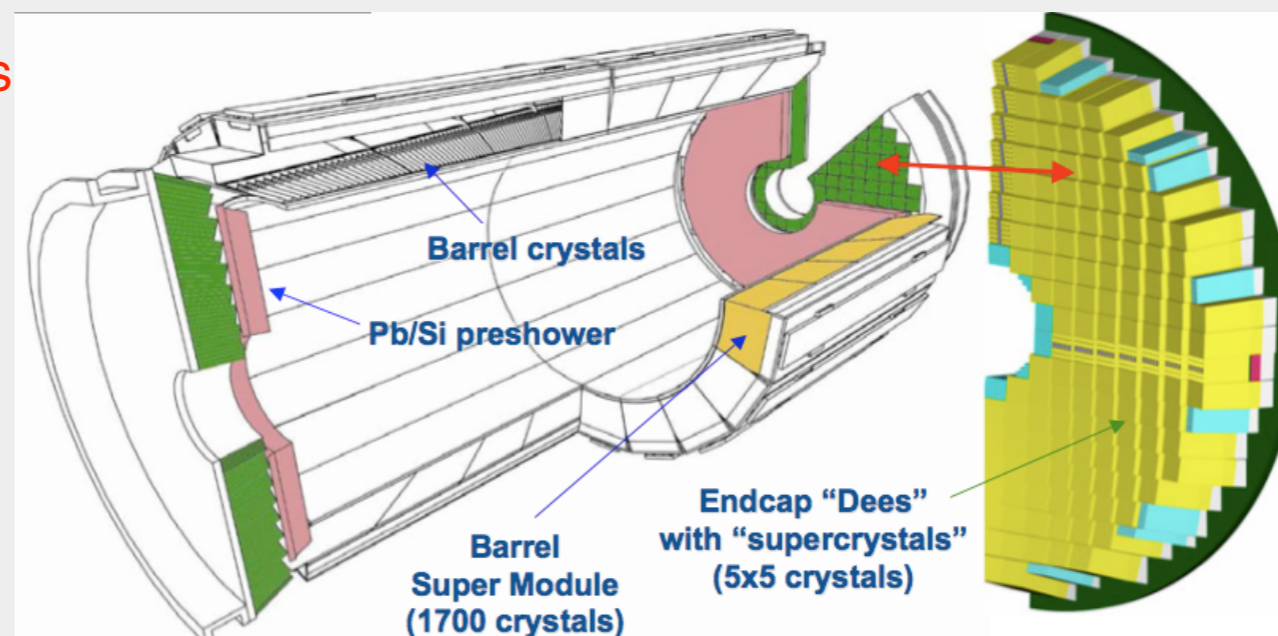 s
Barrel crystals
Pb/Si preshower
Barrel
Super Module
(1700 crystals)
Endcap “Dees”
with “supercrystals”
(5x5 crystals)